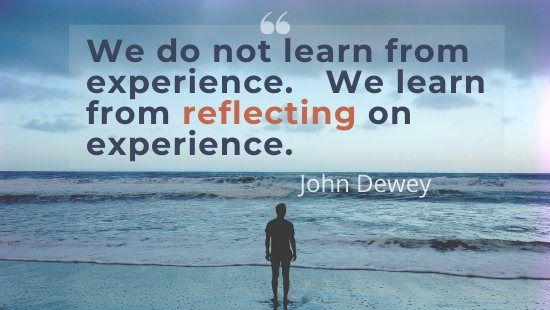 “
We do not learn from
experience. We learn
from reflecting on
experience.
John Dewey